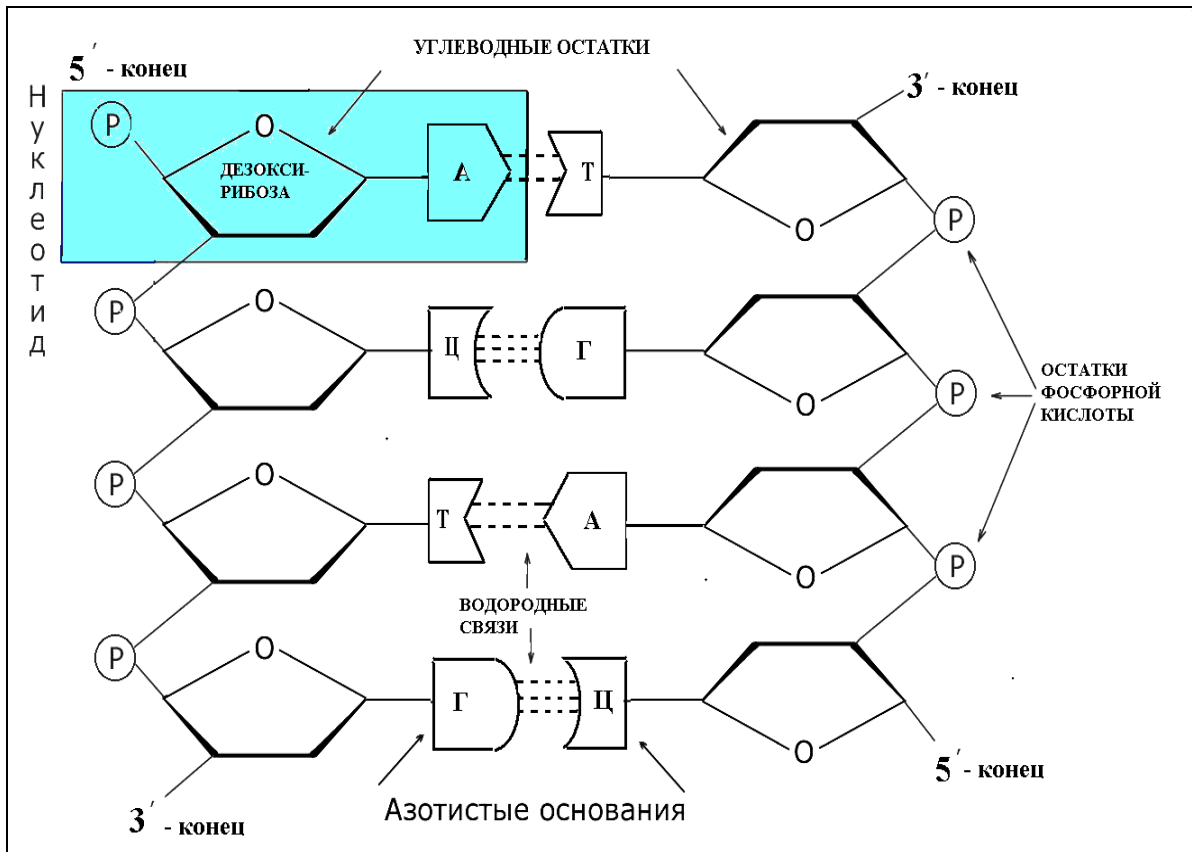 УГЛЕВОДНЫЕ ОСТАТКИ
5′ - конец
3′ - конец
Нуклеотид
P
O
ДЕЗОКСИ-
РИБОЗА
А
Т
O
P
P
O
Ц
Г
O
P
ОСТАТКИ
ФОСФОРНОЙ
КИСЛОТЫ
P
O
Т
А
O
P
ВОДОРОДНЫЕ
СВЯЗИ
P
O
Г
Ц
O
5′ - конец
3′ - конец
Азотистые основания